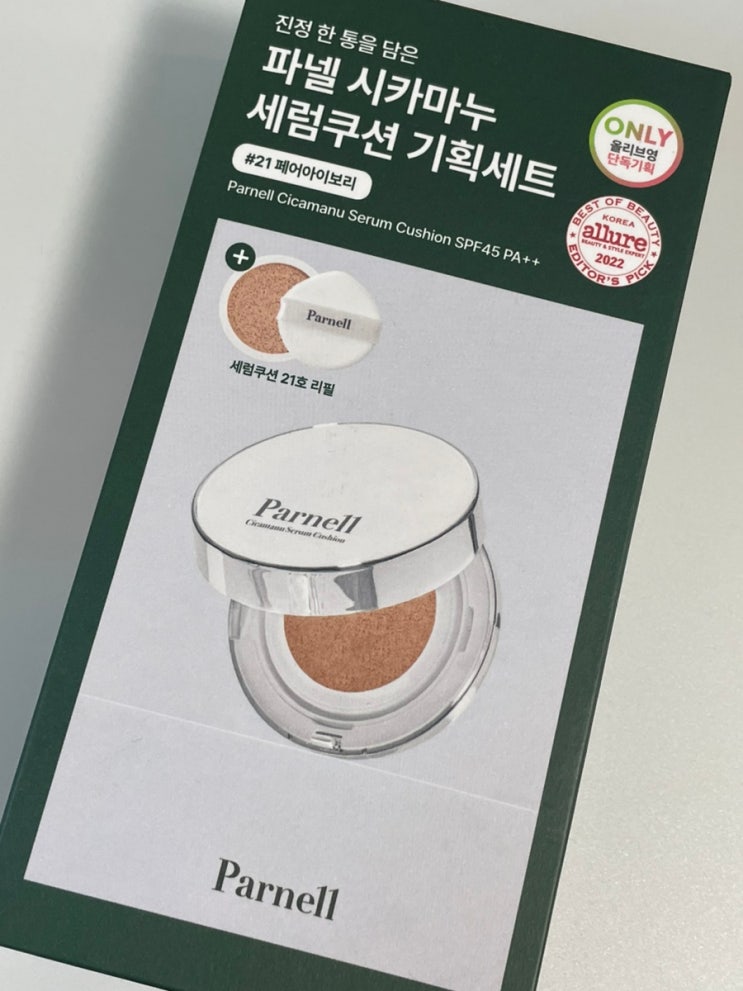 진정 한 통을 담은
파넬 시카마누
세럼쿠션 기획세트
#21 페어아이보리
Parnell Cicamanu Serum Cushion SPF45 PA++
ONLY
올리브영
단독기획
BEST OF BEAUTY
KOREA
allure
BEAUTY & STYLE EXPERT
2022
EDITOR'S PICK
+
Parnell
세럼쿠션 21호 리필
Parnell
Cicamanu Serum Cushion
Parnell